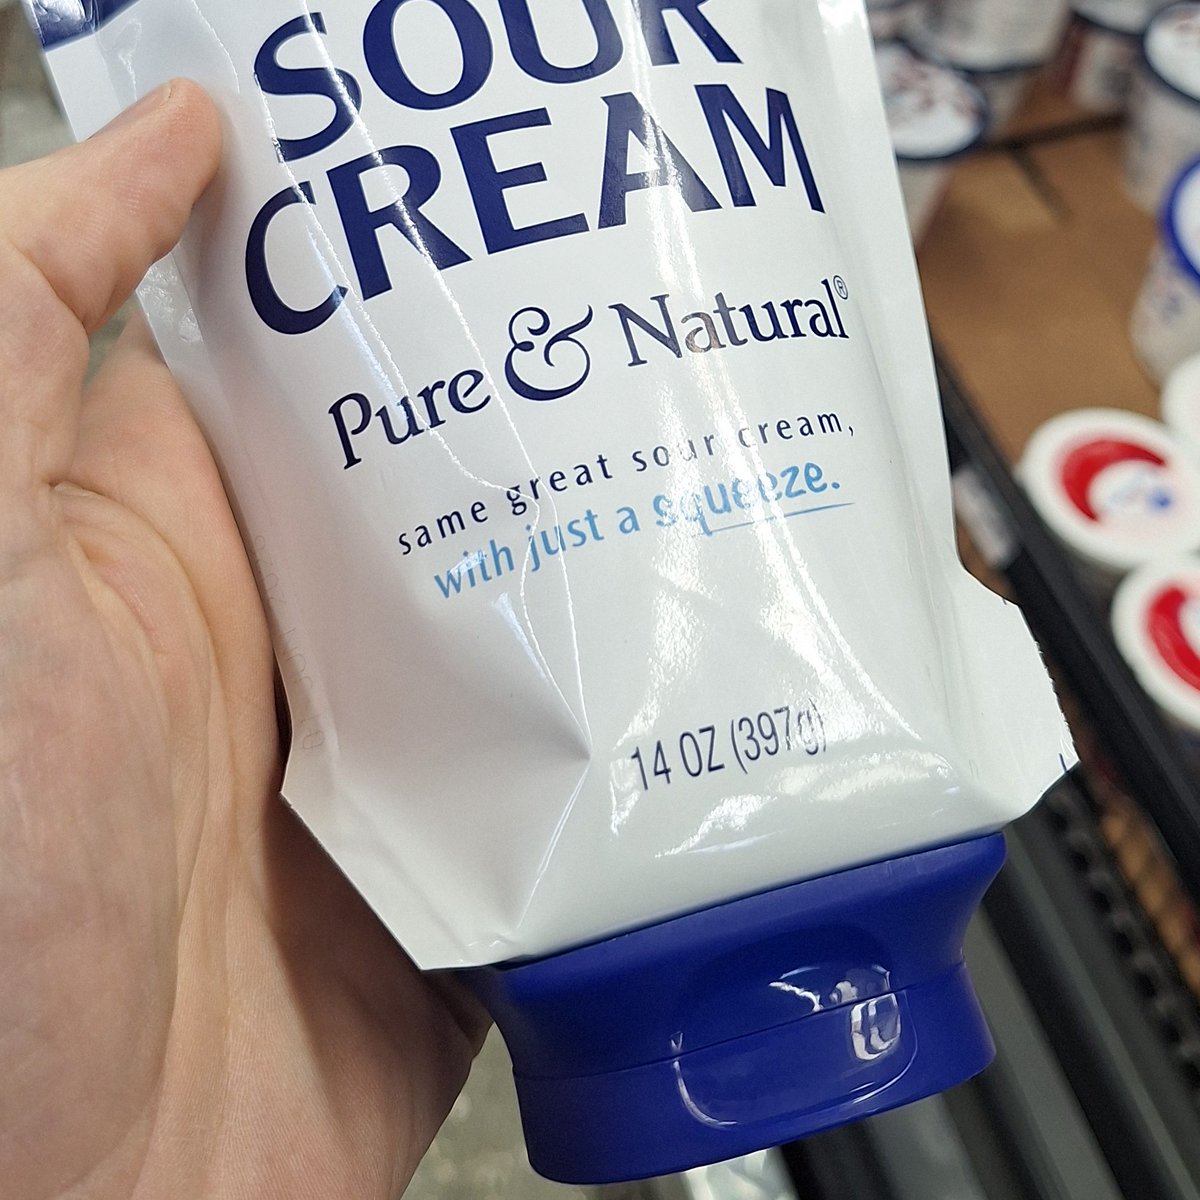 SOUR
CREAM
Pure & Natural®
same great sour cream,
with just a squeeze.
14 OZ (397g)